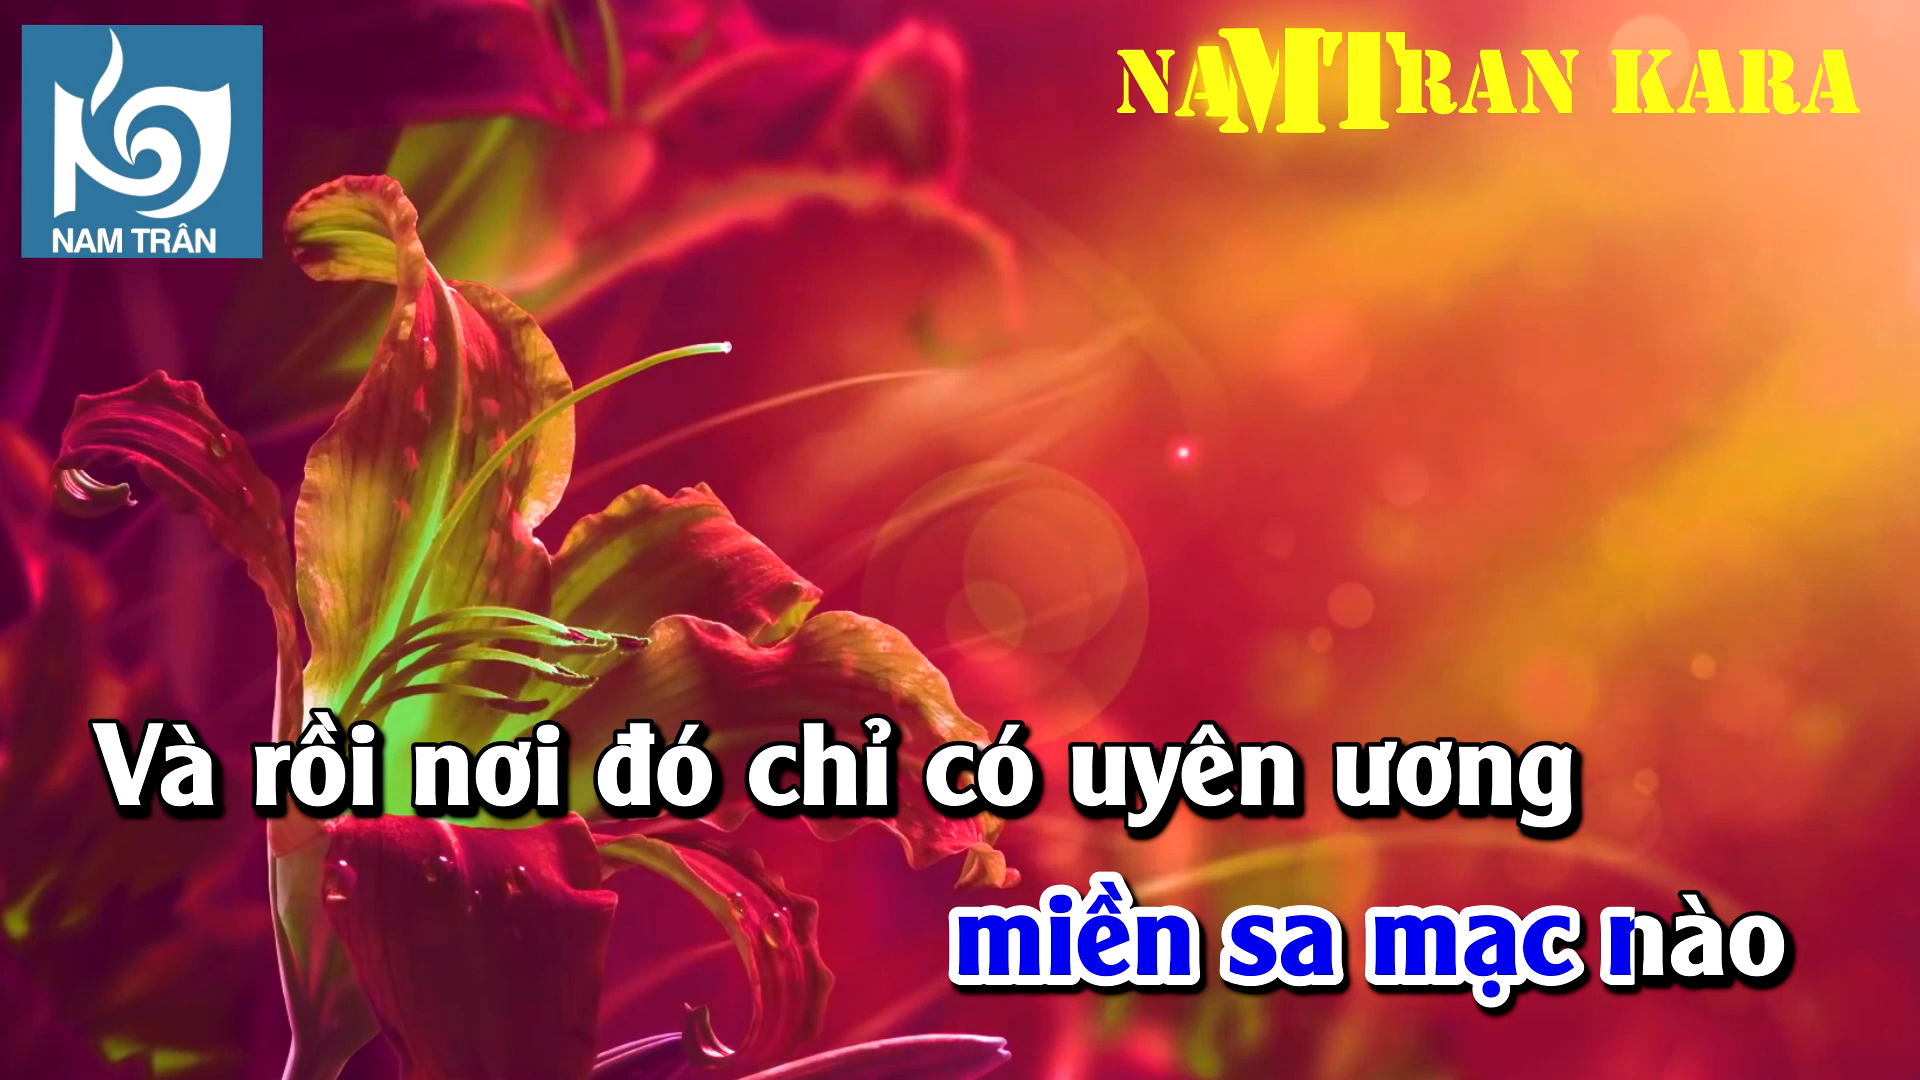 NAM TRÂN
NAMTRAN KARA
Và rồi nơi đó chỉ có uyên ương
miền sa mạc nào